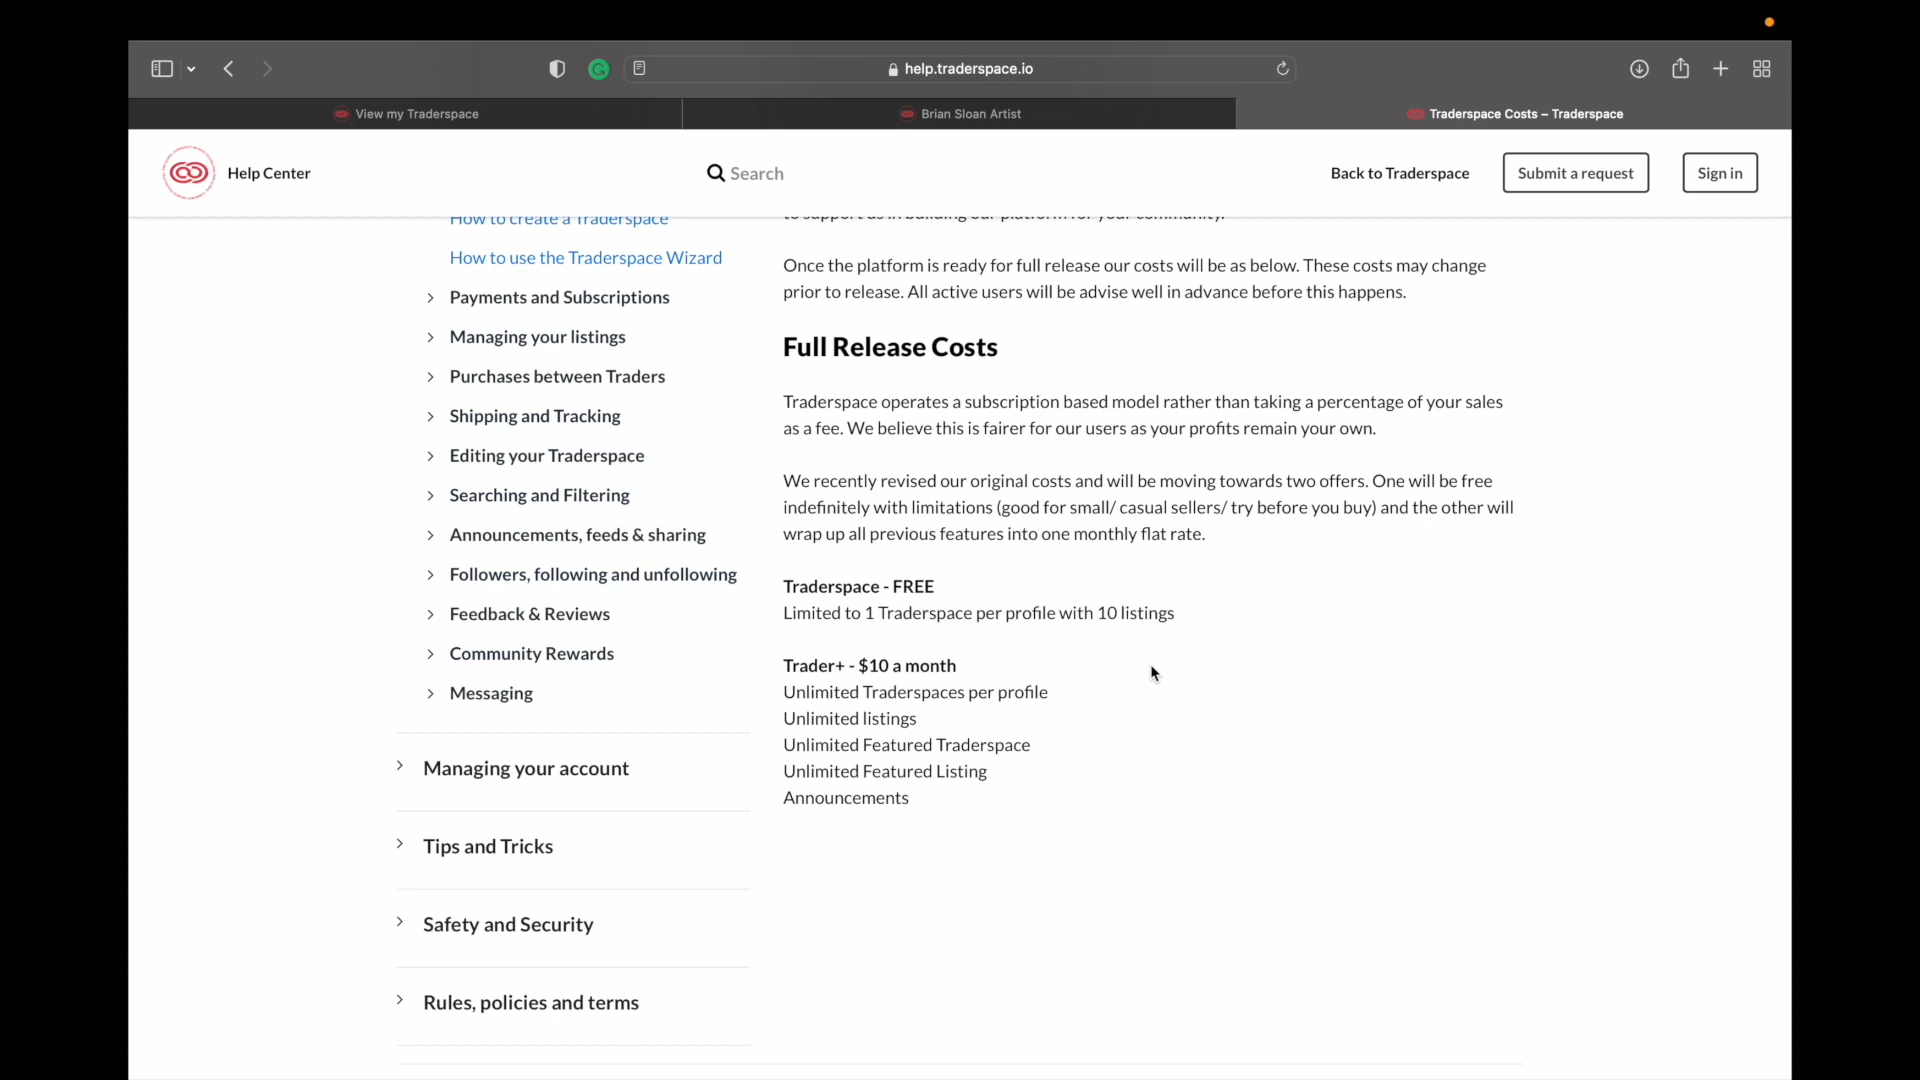 help.traderspace.io
View my Traderspace
Brian Sloan Artist
Traderspace Costs – Traderspace
Help Center
Search
Back to Traderspace
Submit a request
Sign in
How to create a Traderspace
How to use the Traderspace Wizard
Payments and Subscriptions
Managing your listings
Purchases between Traders
Shipping and Tracking
Editing your Traderspace
Searching and Filtering
Announcements, feeds & sharing
Followers, following and unfollowing
Feedback & Reviews
Community Rewards
Messaging
Managing your account
Tips and Tricks
Safety and Security
Rules, policies and terms
to support us in building our platform for your community.
Once the platform is ready for full release our costs will be as below. These costs may change
prior to release. All active users will be advise well in advance before this happens.
Full Release Costs
Traderspace operates a subscription based model rather than taking a percentage of your sales
as a fee. We believe this is fairer for our users as your profits remain your own.
We recently revised our original costs and will be moving towards two offers. One will be free
indefinitely with limitations (good for small/ casual sellers/ try before you buy) and the other will
wrap up all previous features into one monthly flat rate.
Traderspace - FREE
Limited to 1 Traderspace per profile with 10 listings
Trader+ - $10 a month
Unlimited Traderspaces per profile
Unlimited listings
Unlimited Featured Traderspace
Unlimited Featured Listing
Announcements